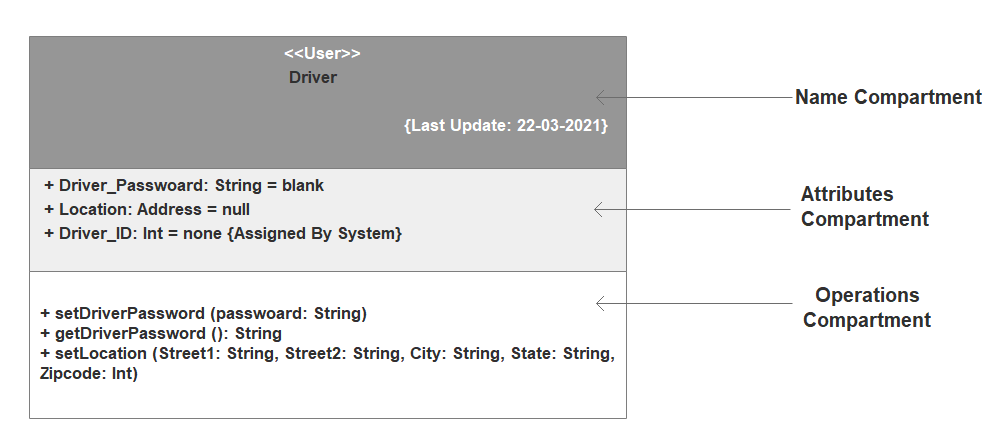 <<User>>
Driver
{Last Update: 22-03-2021}
Name Compartment
+ Driver_Passwoard: String = blank
+ Location: Address = null
+ Driver_ID: Int = none {Assigned By System}
Attributes
Compartment
+ setDriverPassword (passwoard: String)
+ getDriverPassword (): String
+ setLocation (Street1: String, Street2: String, City: String, State: String,
Zipcode: Int)
Operations
Compartment